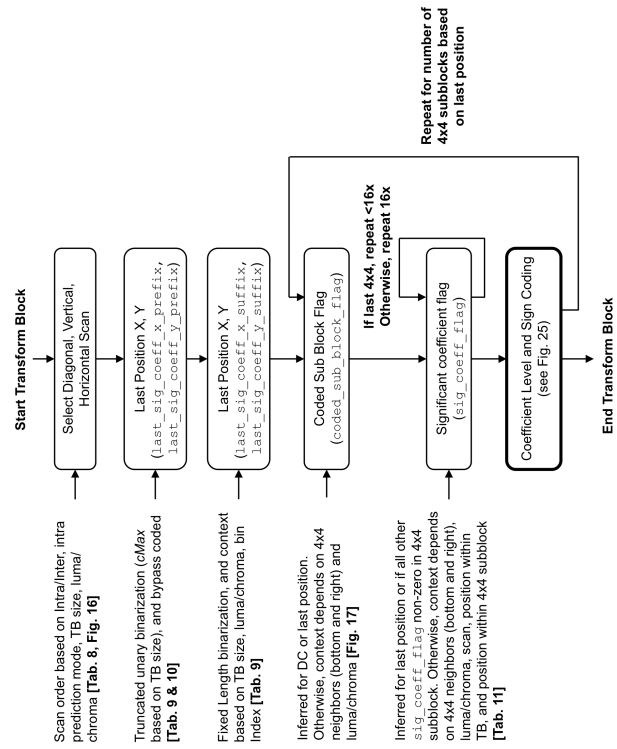 Start Transform Block
Scan order based on Intra/Inter, intra
prediction mode, TB size, luma/
chroma [Tab. 8, Fig. 16]
Select Diagonal, Vertical,
Horizontal Scan
Truncated unary binarization (cMax
based on TB size), and bypass coded
[Tab. 9 & 10]
Last Position X, Y
(last_sig_coeff_x_prefix,
last_sig_coeff_y_prefix)
Fixed Length binarization, and context
based on TB size, luma/chroma, bin
Index [Tab. 9]
Last Position X, Y
(last_sig_coeff_x_suffix,
last_sig_coeff_y_suffix)
Inferred for DC or last position.
Otherwise, context depends on 4x4
neighbors (bottom and right) and
luma/chroma [Fig. 17]
Coded Sub Block Flag
(coded_sub_block_flag)
If last 4x4, repeat <16x
Otherwise, repeat 16x
Repeat for number of
4x4 subblocks based
on last position
Inferred for last position or if all other
sig_coeff_flag non-zero in 4x4
subblock. Otherwise, context depends
on 4x4 neighbors (bottom and right),
luma/chroma, scan, position within
TB, and position within 4x4 subblock
[Tab. 11]
Significant coefficient flag
(sig_coeff_flag)
Coefficient Level and Sign Coding
(see Fig. 25)
End Transform Block